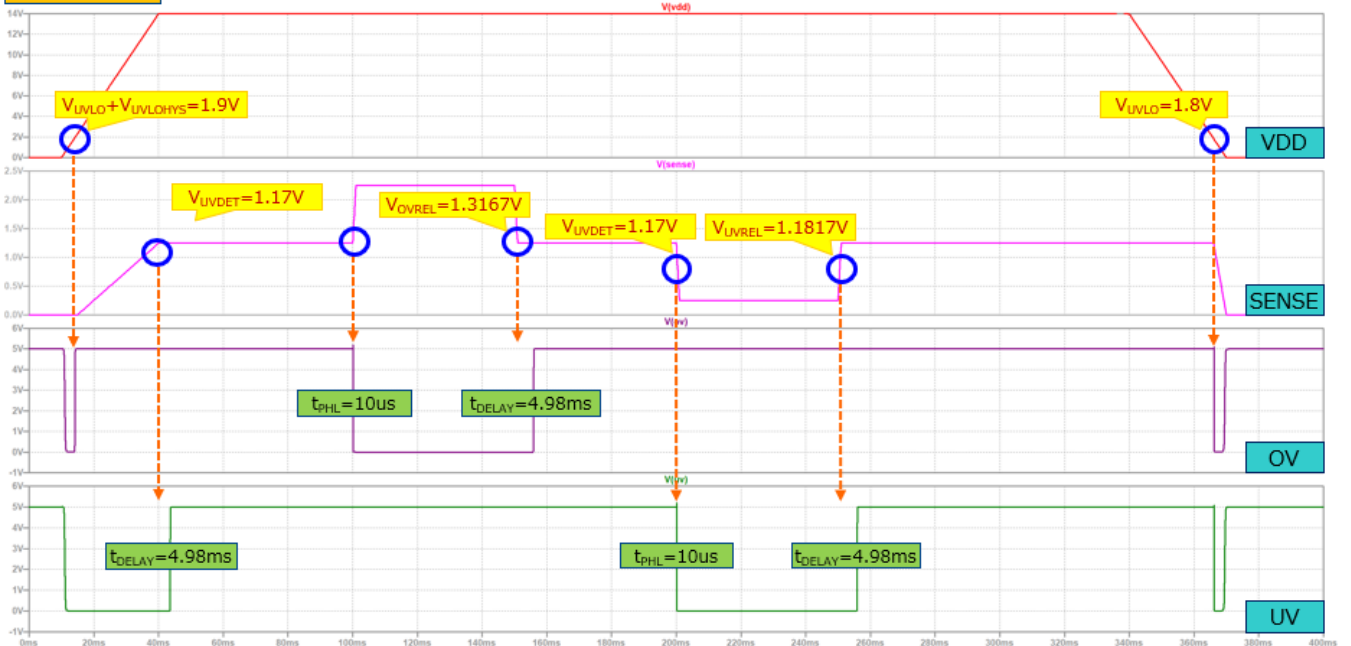 V(vdd)
14V
12V
10V
8V
6V
4V
2V
0V
VUVLO+VUVLOHYS=1.9V
VUVLO=1.8V
VDD
V(sense)
2.5V
2.0V
1.5V
1.0V
0.5V
0.0V
VUVDET=1.17V
VOVREL=1.3167V
VUVDET=1.17V
VUVREL=1.1817V
SENSE
V(ov)
6V
5V
4V
3V
2V
1V
0V
-1V
tPHL=10us
tDELAY=4.98ms
OV
V(uv)
6V
5V
4V
3V
2V
1V
0V
-1V
tDELAY=4.98ms
tPHL=10us
tDELAY=4.98ms
UV
0ms 20ms 40ms 60ms 80ms 100ms 120ms 140ms 160ms 180ms 200ms 220ms 240ms 260ms 280ms 300ms 320ms 340ms 360ms 380ms 400ms